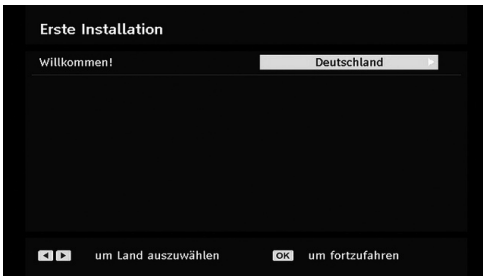 Erste Installation
Willkommen! Deutschland
um Land auszuwählen OK um fortzufahren